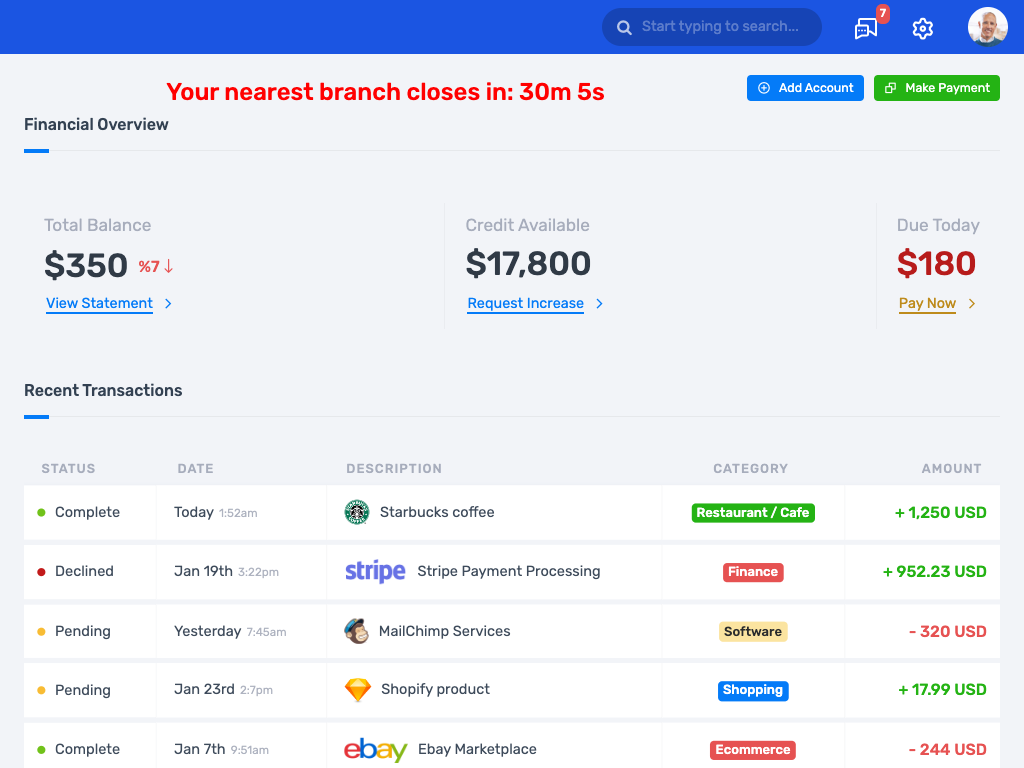 Start typing to search...
7
Your nearest branch closes in: 30m 5s
Add Account
Make Payment
Financial Overview
Total Balance
Credit Available
Due Today
$350 %7
$17,800
$180
View Statement
Request Increase
Pay Now
Recent Transactions
STATUS DATE DESCRIPTION CATEGORY AMOUNT
Complete Today 1:52am Starbucks coffee Restaurant / Cafe + 1,250 USD
Declined Jan 19th 3:22pm stripe Stripe Payment Processing Finance + 952.23 USD
Pending Yesterday 7:45am MailChimp Services Software - 320 USD
Pending Jan 23rd 2:7pm Shopify product Shopping + 17.99 USD
Complete Jan 7th 9:51am ebay Ebay Marketplace Ecommerce - 244 USD